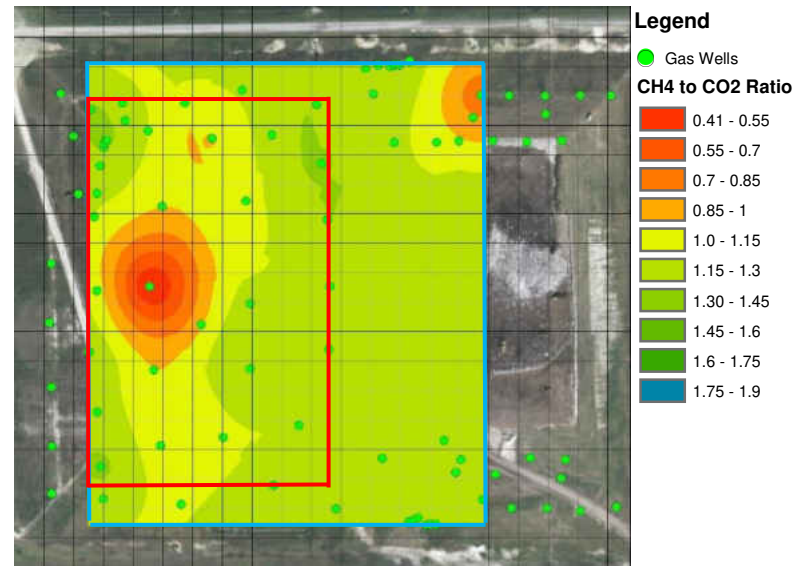 Legend
Gas Wells
CH4 to CO2 Ratio
0.41 - 0.55
0.55 - 0.7
0.7 - 0.85
0.85 - 1
1.0 - 1.15
1.15 - 1.3
1.30 - 1.45
1.45 - 1.6
1.6 - 1.75
1.75 - 1.9